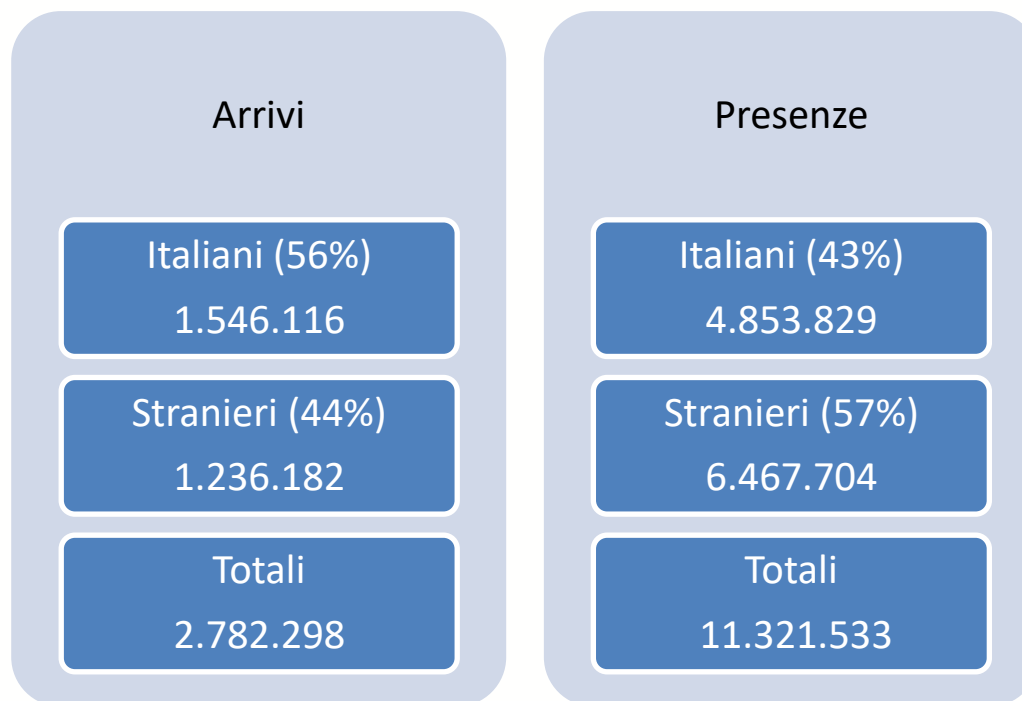 Arrivi
Italiani (56%)
1.546.116
Stranieri (44%)
1.236.182
Totali
2.782.298
Presenze
Italiani (43%)
4.853.829
Stranieri (57%)
6.467.704
Totali
11.321.533